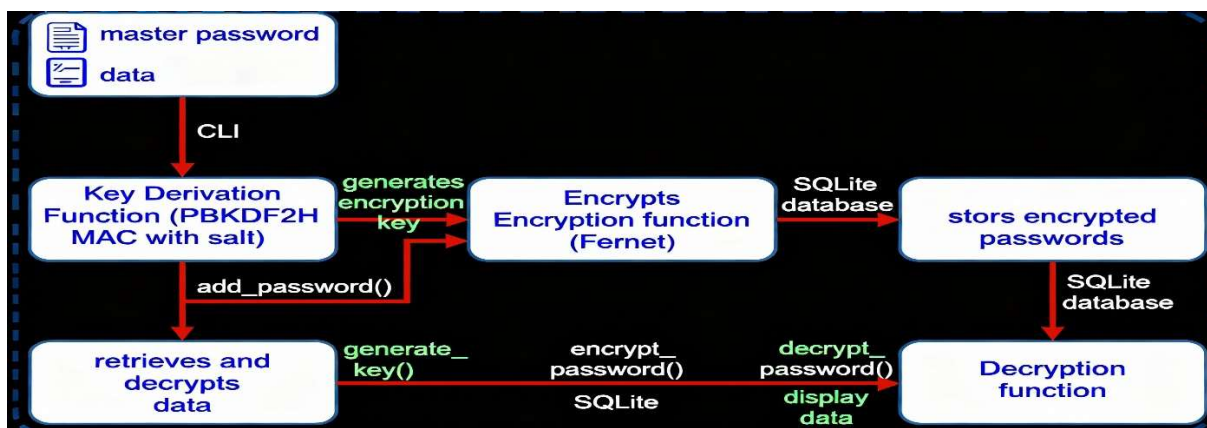 master password
data
CLI
Key Derivation
Function (PBKDF2H
MAC with salt)
generates
encryption
key
Encrypts
Encryption function
(Fernet)
SQLite
database
stors encrypted
passwords
add_password()
SQLite
database
retrieves and
decrypts
data
generate_
key()
encrypt_
password()
SQLite
decrypt_
password()
display
data
Decryption
function